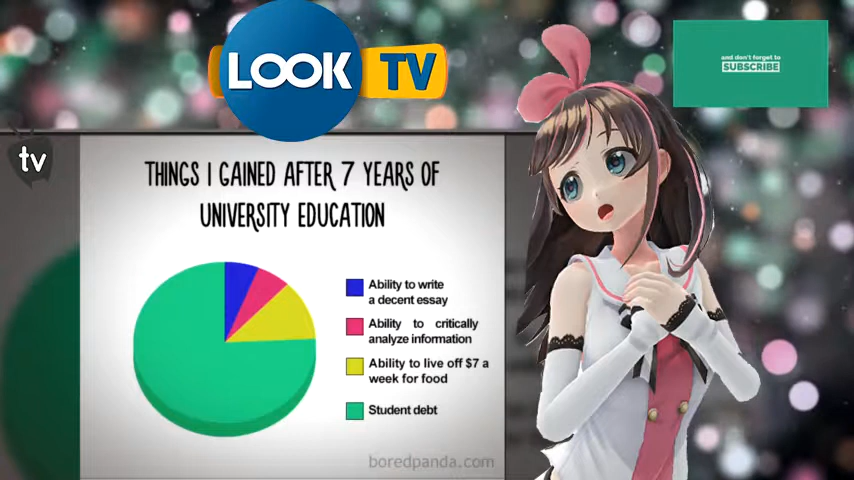 LOOK TV
and don't forget to
SUBSCRIBE
tv
THINGS I GAINED AFTER 7 YEARS OF
UNIVERSITY EDUCATION
Ability to write
a decent essay
Ability to critically
analyze information
Ability to live off $7 a
week for food
Student debt
boredpanda.com